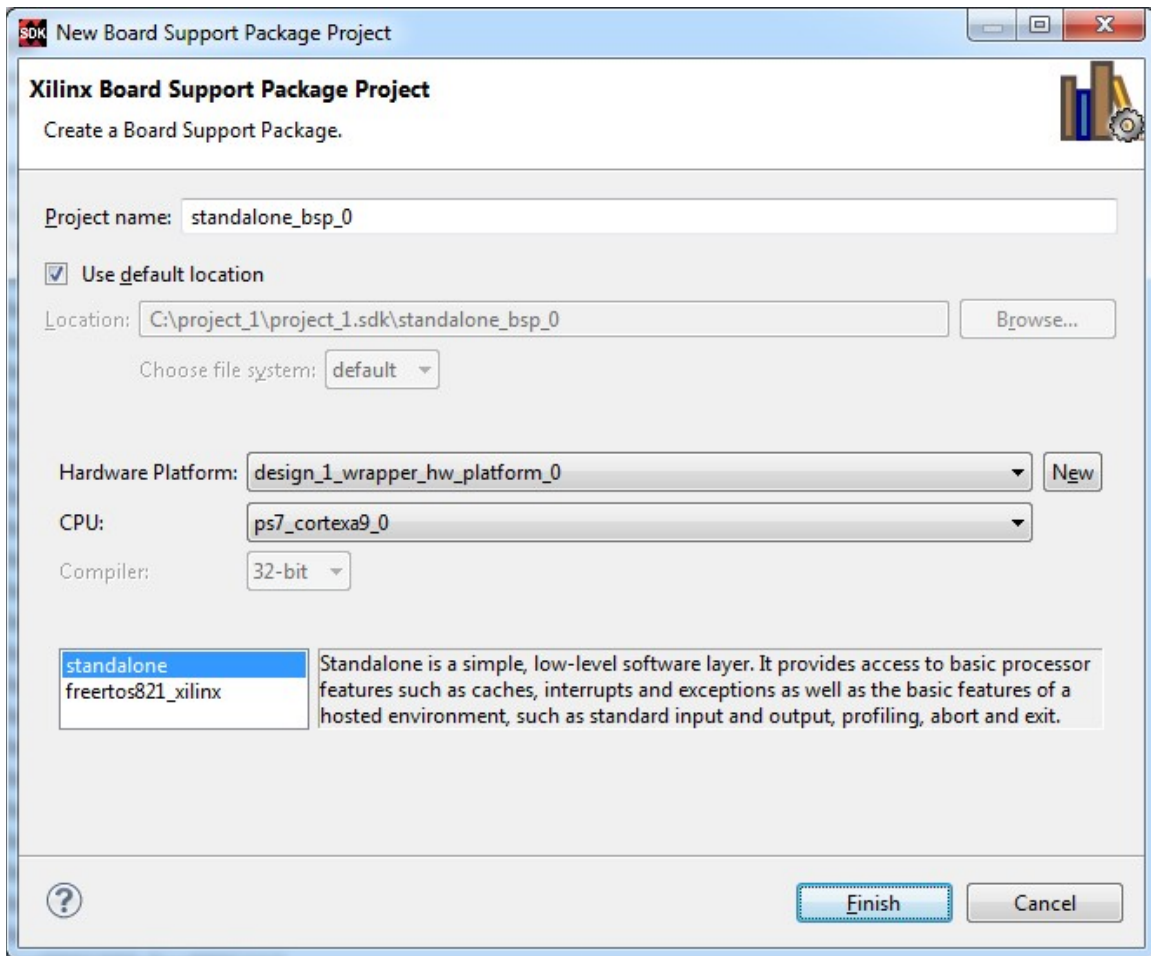 SDK New Board Support Package Project
Xilinx Board Support Package Project
Create a Board Support Package.
Project name: standalone_bsp_0
Use default location
Location: C:\project_1\project_1.sdk\standalone_bsp_0 Browse...
Choose file system: default
Hardware Platform: design_1_wrapper_hw_platform_0 New
CPU: ps7_cortexa9_0
Compiler: 32-bit
standalone
freertos821_xilinx
Standalone is a simple, low-level software layer. It provides access to basic processor
features such as caches, interrupts and exceptions as well as the basic features of a
hosted environment, such as standard input and output, profiling, abort and exit.
? Finish Cancel